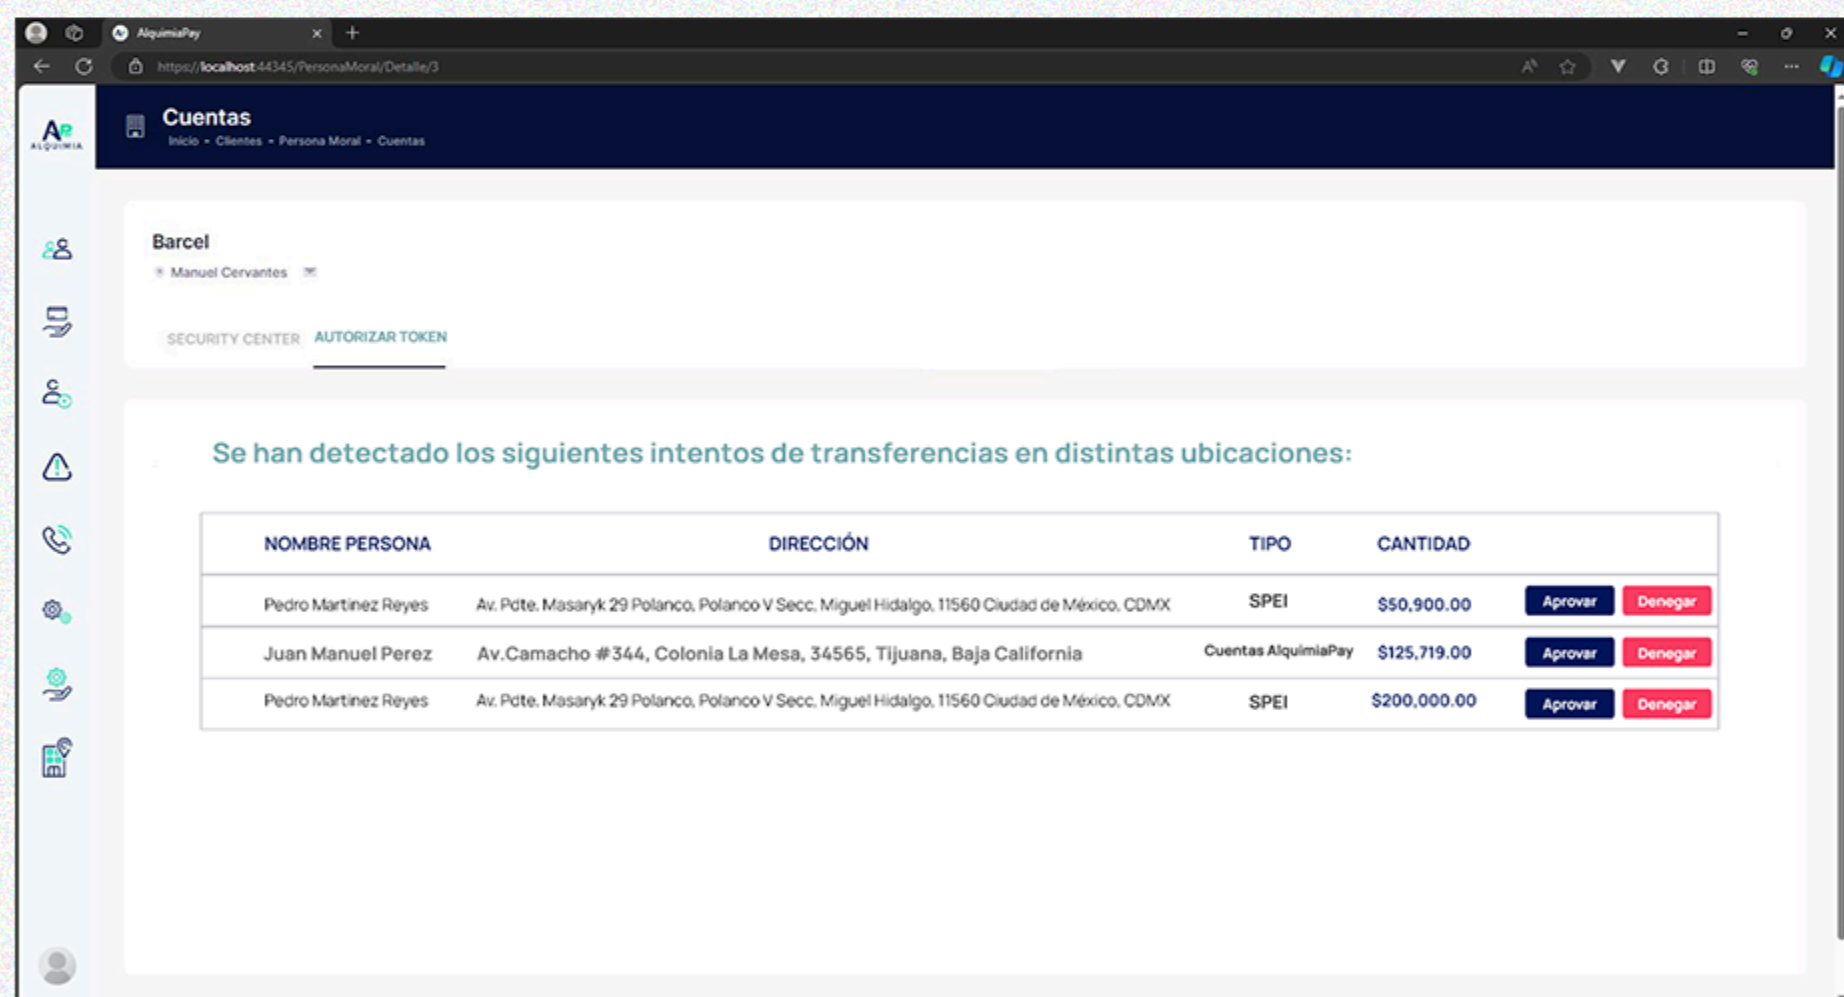 AlquimiaPay
https://localhost:44345/PersonaMoral/Detalle/3
AP
ALQUIMIA
Cuentas
Inicio - Clientes - Persona Moral - Cuentas
Barcel
Manuel Cervantes
SECURITY CENTER AUTORIZAR TOKEN
Se han detectado los siguientes intentos de transferencias en distintas ubicaciones:
NOMBRE PERSONA DIRECCIÓN TIPO CANTIDAD
Pedro Martinez Reyes Av. Pdte. Masaryk 29 Polanco, Polanco V Secc, Miguel Hidalgo, 11560 Ciudad de México, CDMX SPEI $50,900.00 Aprovar Denegar
Juan Manuel Perez Av.Camacho #344, Colonia La Mesa, 34565, Tijuana, Baja California Cuentas AlquimiaPay $125,719.00 Aprovar Denegar
Pedro Martinez Reyes Av. Pdte. Masaryk 29 Polanco, Polanco V Secc, Miguel Hidalgo, 11560 Ciudad de México, CDMX SPEI $200,000.00 Aprovar Denegar